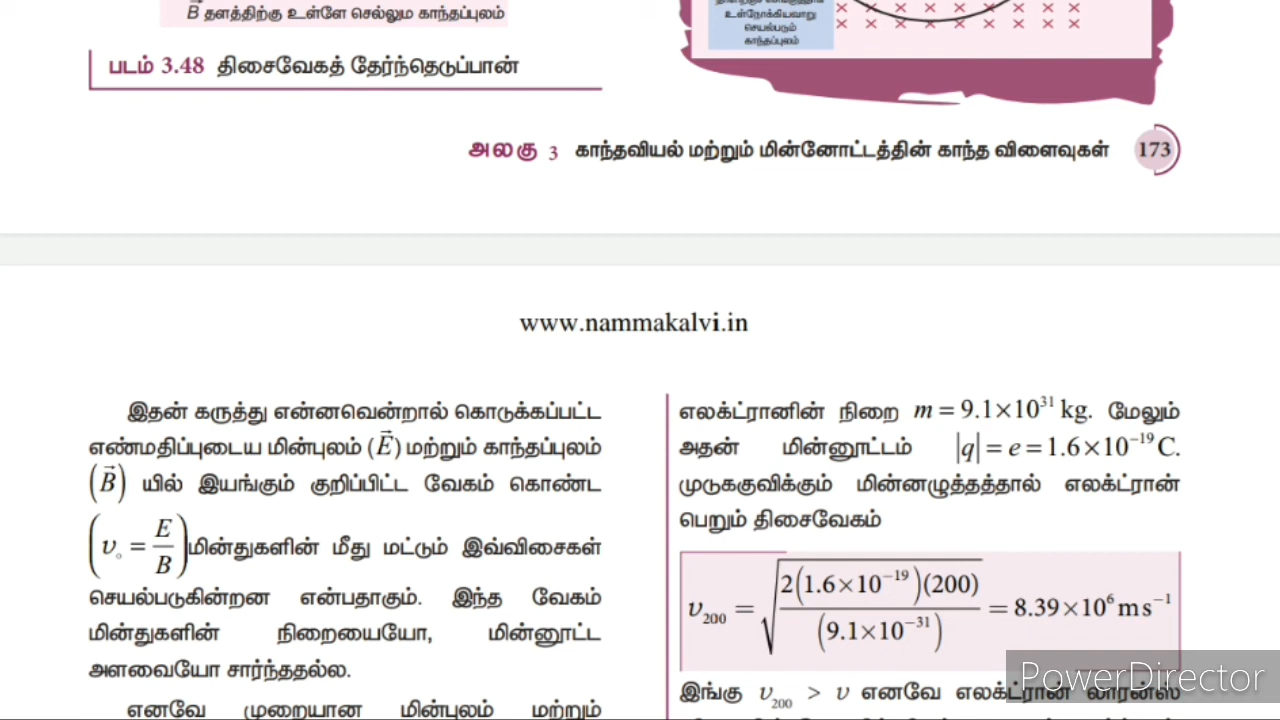 B⃗ தளத்திற்கு உள்ளே செல்லும காந்தப்புலம்
படம் 3.48 திசைவேகத் தேர்ந்தெடுப்பான்
உள்நோக்கியவாறு
செயல்படும்
காந்தப்புலம்
அலகு 3 காந்தவியல் மற்றும் மின்னோட்டத்தின் காந்த விளைவுகள் 173
www.nammakalvi.in
இதன் கருத்து என்னவென்றால் கொடுக்கப்பட்ட
எண்மதிப்புடைய மின்புலம் (E⃗) மற்றும் காந்தப்புலம்
(B⃗) யில் இயங்கும் குறிப்பிட்ட வேகம் கொண்ட
(υ₀ = E/B) மின்துகளின் மீது மட்டும் இவ்விசைகள்
செயல்படுகின்றன என்பதாகும். இந்த வேகம்
மின்துகளின் நிறையையோ, மின்னூட்ட
அளவையோ சார்ந்ததல்ல.
எனவே முறையான மின்புலம் மற்றும்
எலக்ட்ரானின் நிறை m = 9.1×10³¹ kg. மேலும்
அதன் மின்னூட்டம் |q| = e = 1.6×10⁻¹⁹ C.
முடுககுவிக்கும் மின்னழுத்தத்தால் எலக்ட்ரான்
பெறும் திசைவேகம்
υ₂₀₀ = √(2(1.6×10⁻¹⁹)(200)/(9.1×10⁻³¹)) = 8.39×10⁶ m s⁻¹
இங்கு υ₂₀₀ > υ எனவே எலக்ட்ரான் லாரன்ஸ்
PowerDirector